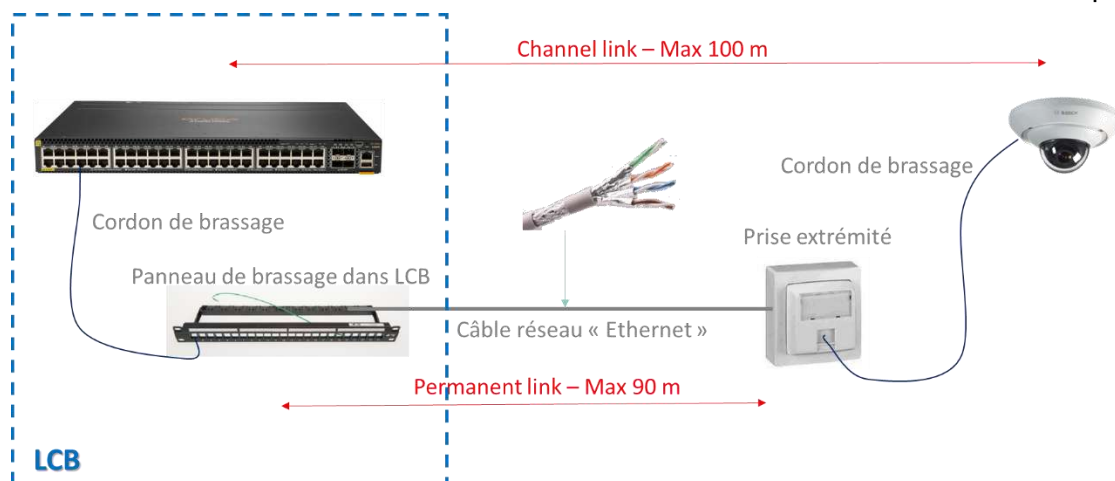 Channel link – Max 100 m
Cordon de brassage
Cordon de brassage
Prise extrémité
Panneau de brassage dans LCB
Câble réseau « Ethernet »
Permanent link – Max 90 m
LCB